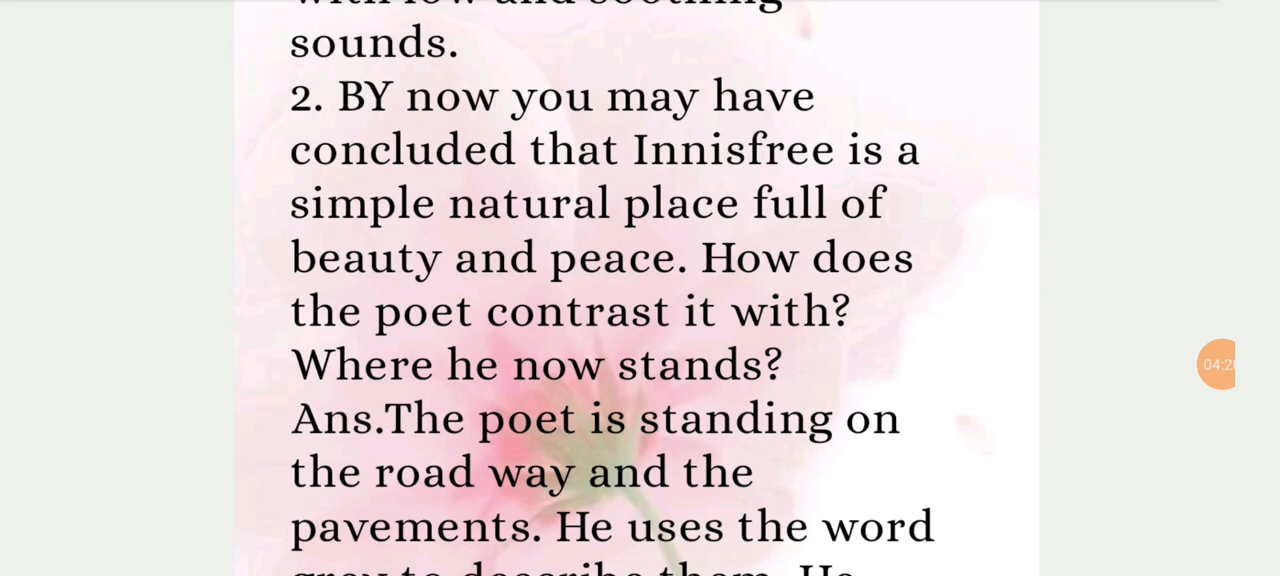 sounds.
2. BY now you may have
concluded that Innisfree is a
simple natural place full of
beauty and peace. How does
the poet contrast it with?
Where he now stands?
Ans.The poet is standing on
the road way and the
pavements. He uses the word